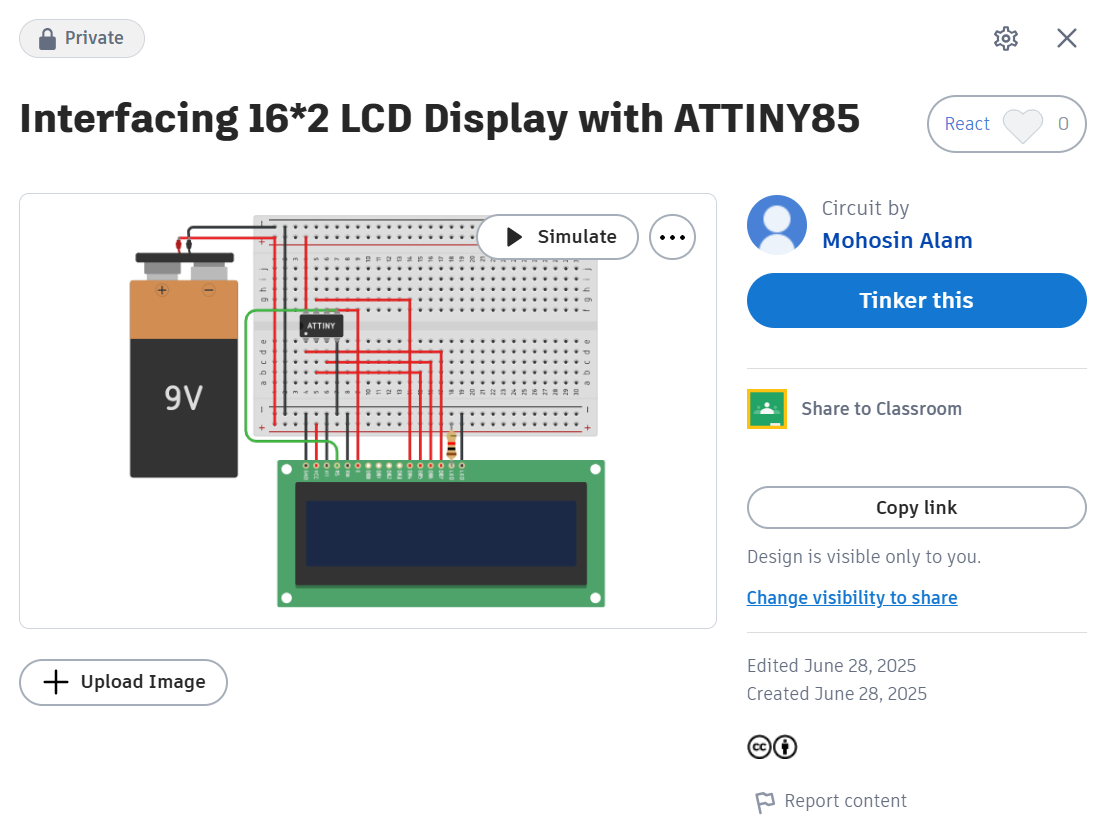 Private
Interfacing 16*2 LCD Display with ATTINY85
React 0
Simulate
ATTINY
+ −
9V
Circuit by
Mohosin Alam
Tinker this
Share to Classroom
Copy link
Design is visible only to you.
Change visibility to share
Upload Image
Edited June 28, 2025
Created June 28, 2025
cc
Report content